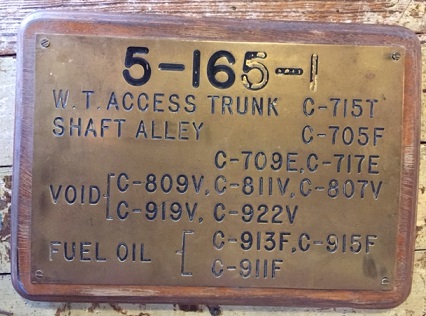 5-165-1
W.T. ACCESS TRUNK C-715T
SHAFT ALLEY C-705F
C-709E, C-717E
VOID C-809V, C-811V, C-807V
C-919V, C-922V
FUEL OIL C-913F, C-915F
C-911F